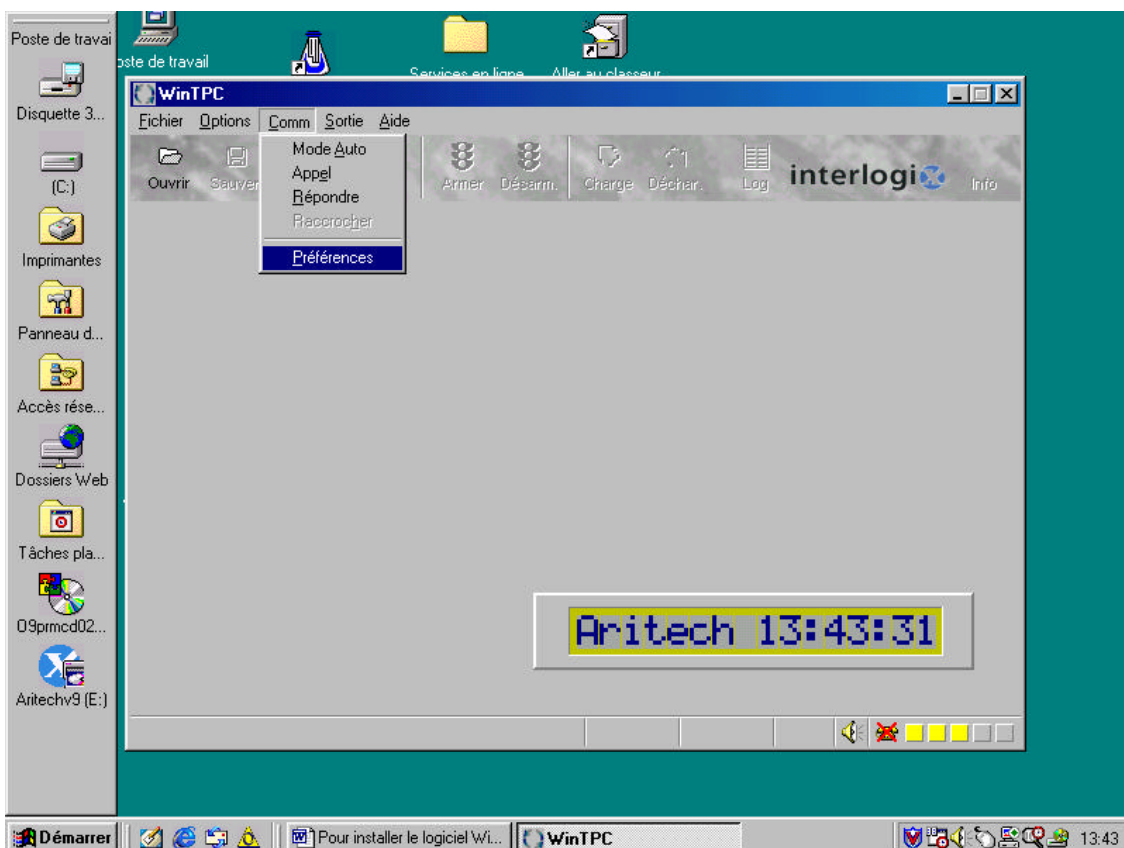 Poste de travai
Disquette 3...
(C:)
Imprimantes
Panneau d...
Accès rése...
Dossiers Web
Tâches pla...
09prmcd02...
Aritechv9 (E:)
oste de travail
Services en ligne
Aller au classeur
WinTPC
Fichier Options Comm Sortie Aide
Ouvrir Sauver Armer Désarm. Charge Déchar. Log interlogix Info
Mode Auto
Appel
Répondre
Raccrocher
Préférences
Aritech 13:43:31
Démarrer Pour installer le logiciel Wi... WinTPC 13:43